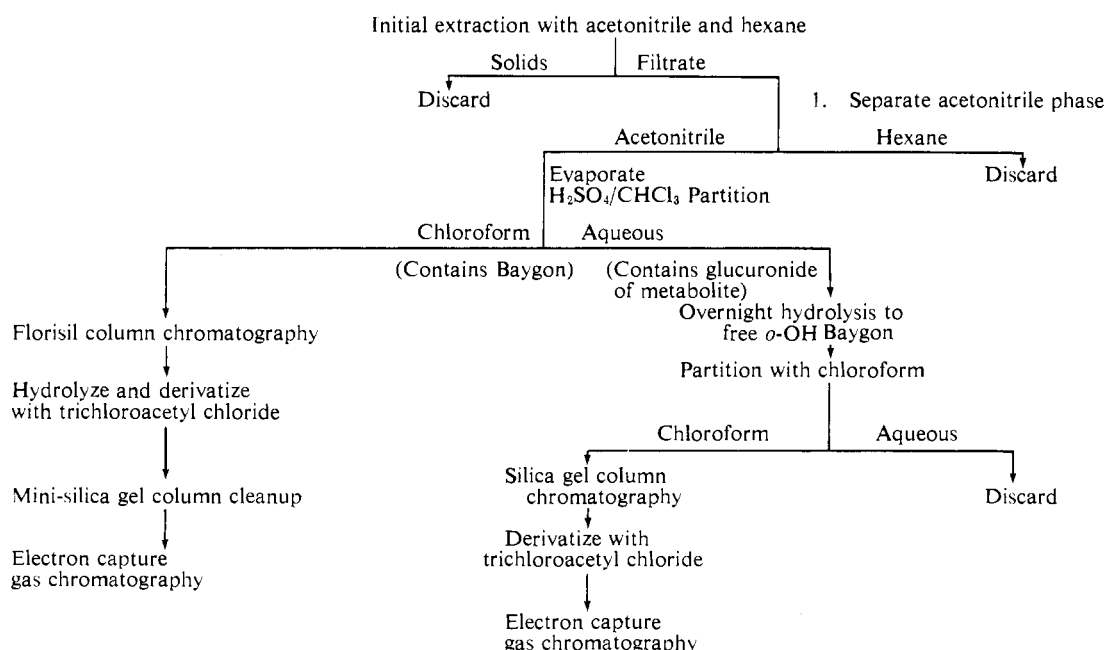 Initial extraction with acetonitrile and hexane
Solids
Filtrate
Discard
1. Separate acetonitrile phase
Acetonitrile
Hexane
Evaporate
H₂SO₄/CHCl₃ Partition
Discard
Chloroform
Aqueous
(Contains Baygon)
(Contains glucuronide
of metabolite)
Overnight hydrolysis to
free o-OH Baygon
Florisil column chromatography
Partition with chloroform
Hydrolyze and derivatize
with trichloroacetyl chloride
Chloroform
Aqueous
Mini-silica gel column cleanup
Silica gel column
chromatography
Discard
Electron capture
gas chromatography
Derivatize with
trichloroacetyl chloride
Electron capture
gas chromatography